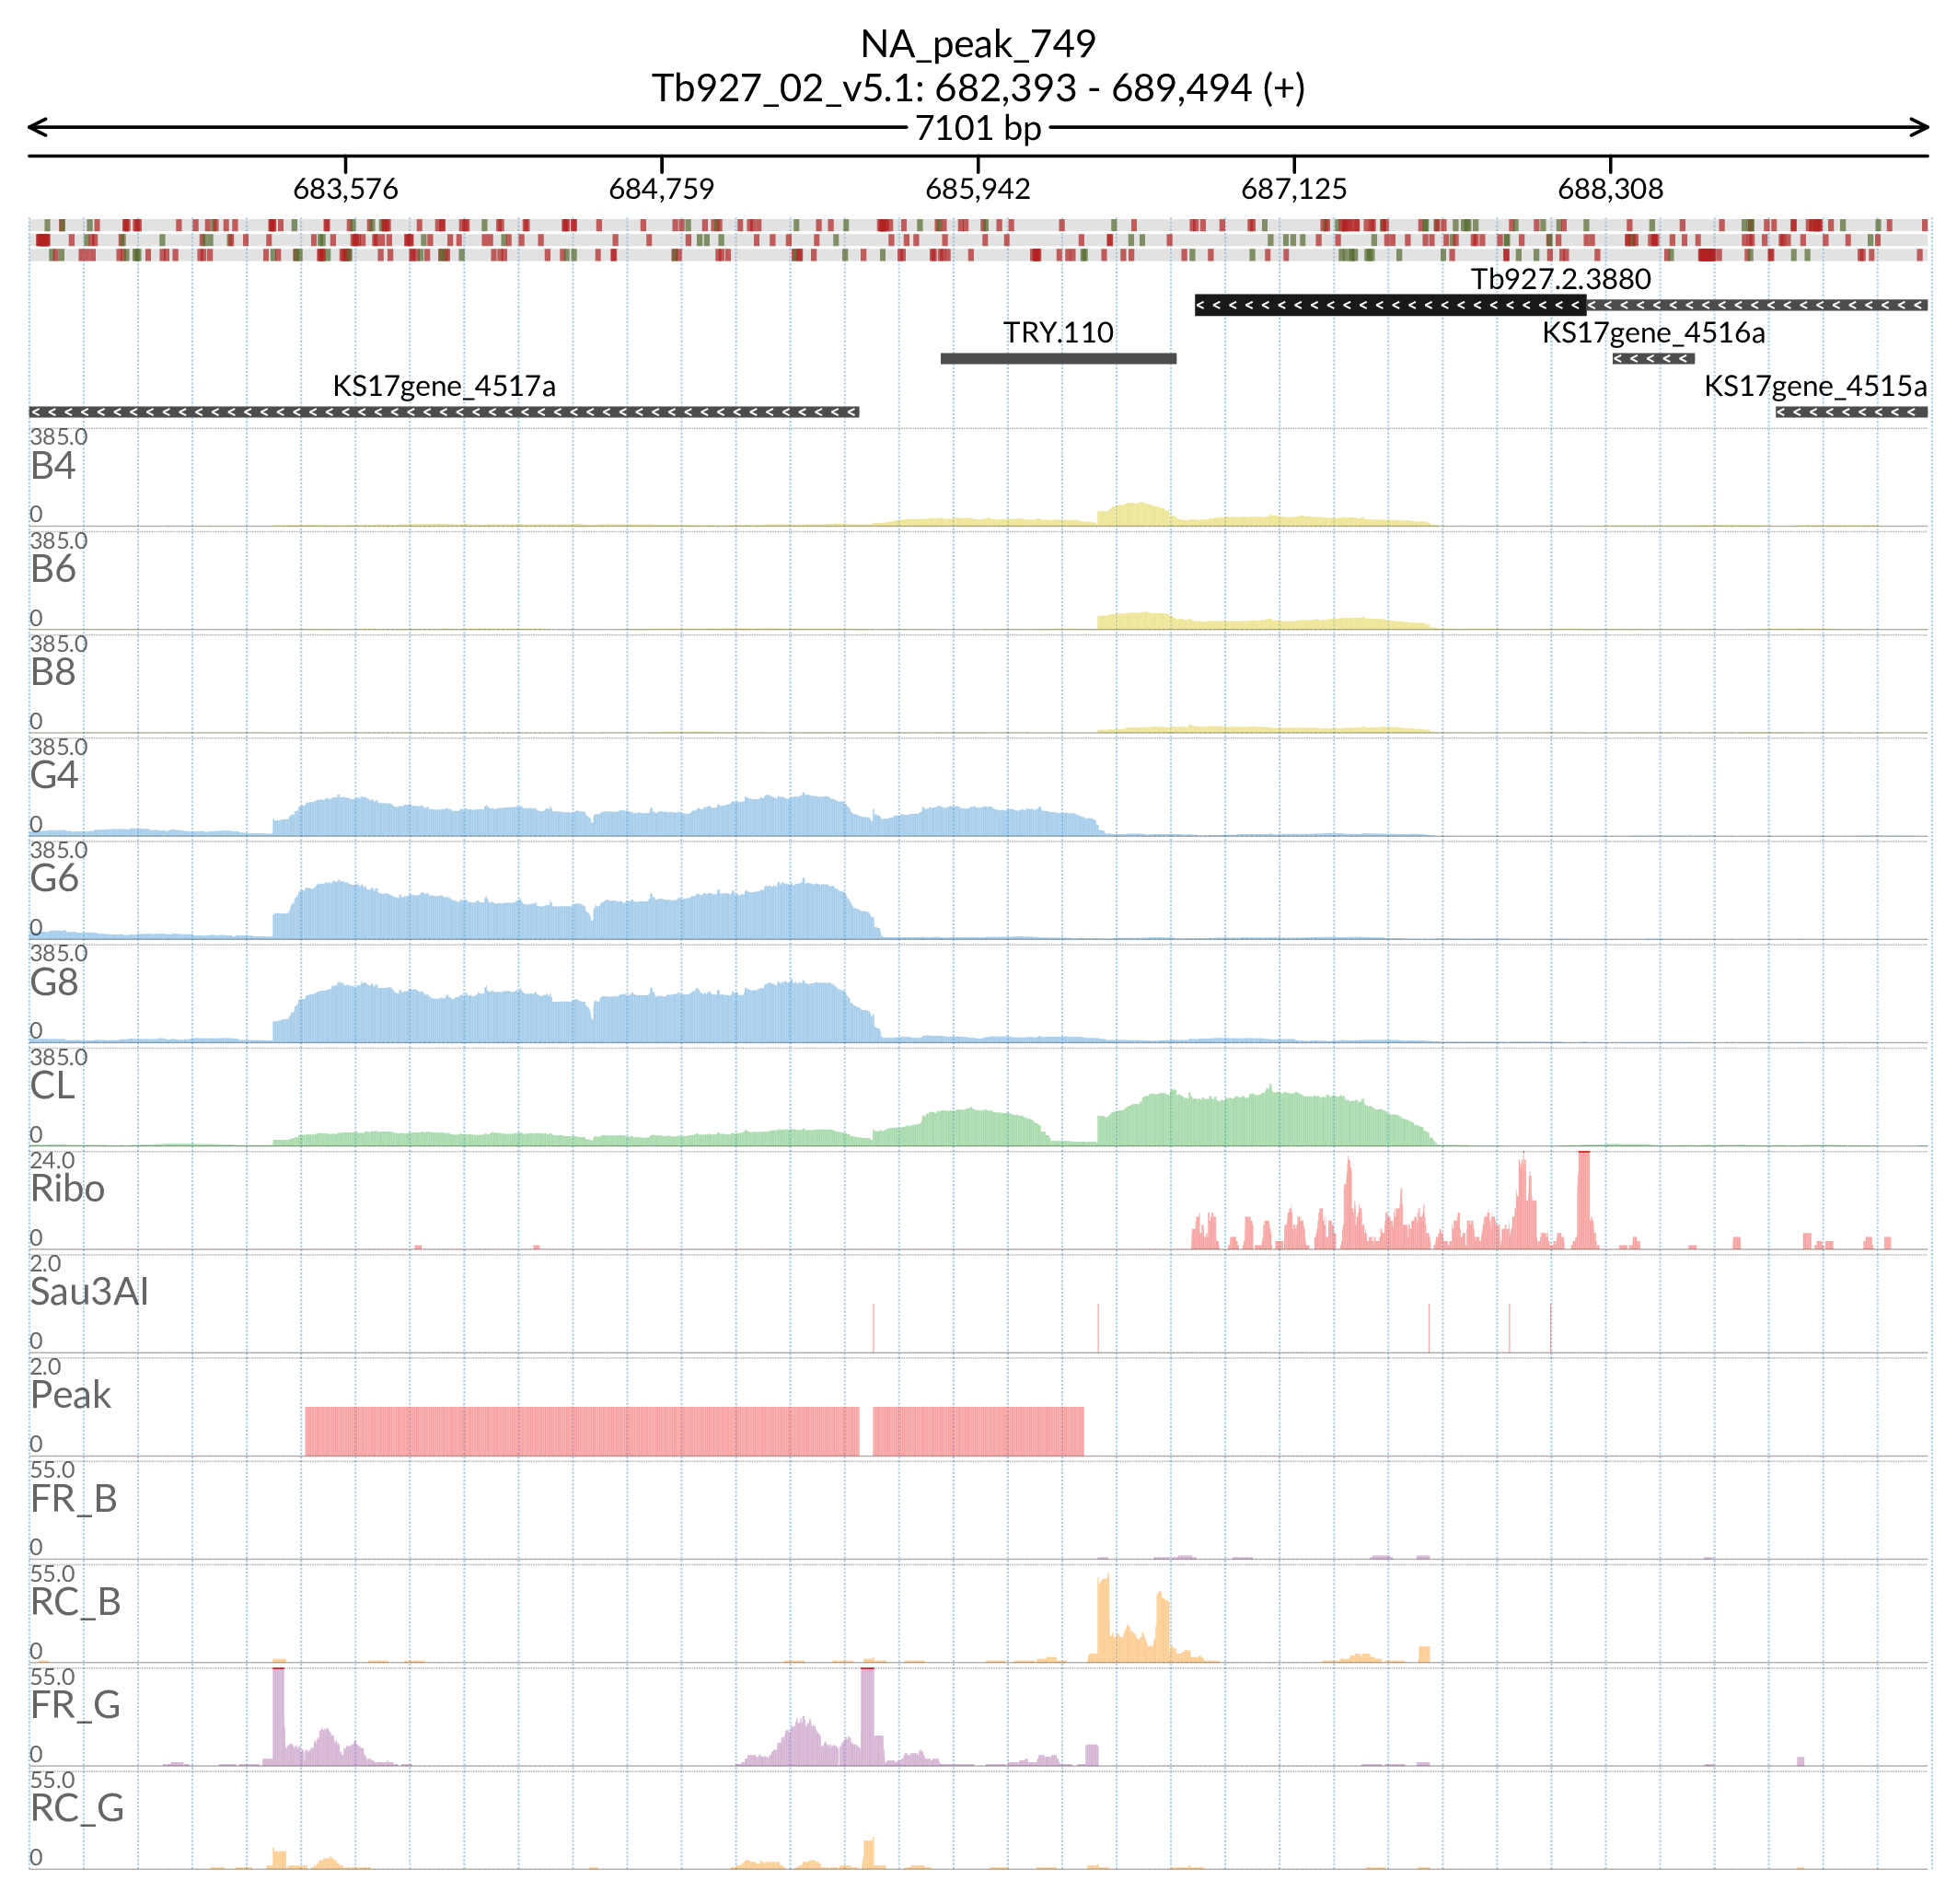 NA_peak_749
Tb927_02_v5.1: 682,393 - 689,494 (+)
7101 bp
683,576 684,759 685,942 687,125 688,308
Tb927.2.3880
TRY.110 KS17gene_4516a
KS17gene_4517a KS17gene_4515a
385.0
B4
0
385.0
B6
0
385.0
B8
0
385.0
G4
0
385.0
G6
0
385.0
G8
0
385.0
CL
0
24.0
Ribo
0
2.0
Sau3AI
0
2.0
Peak
0
55.0
FR_B
0
55.0
RC_B
0
55.0
FR_G
0
55.0
RC_G
0